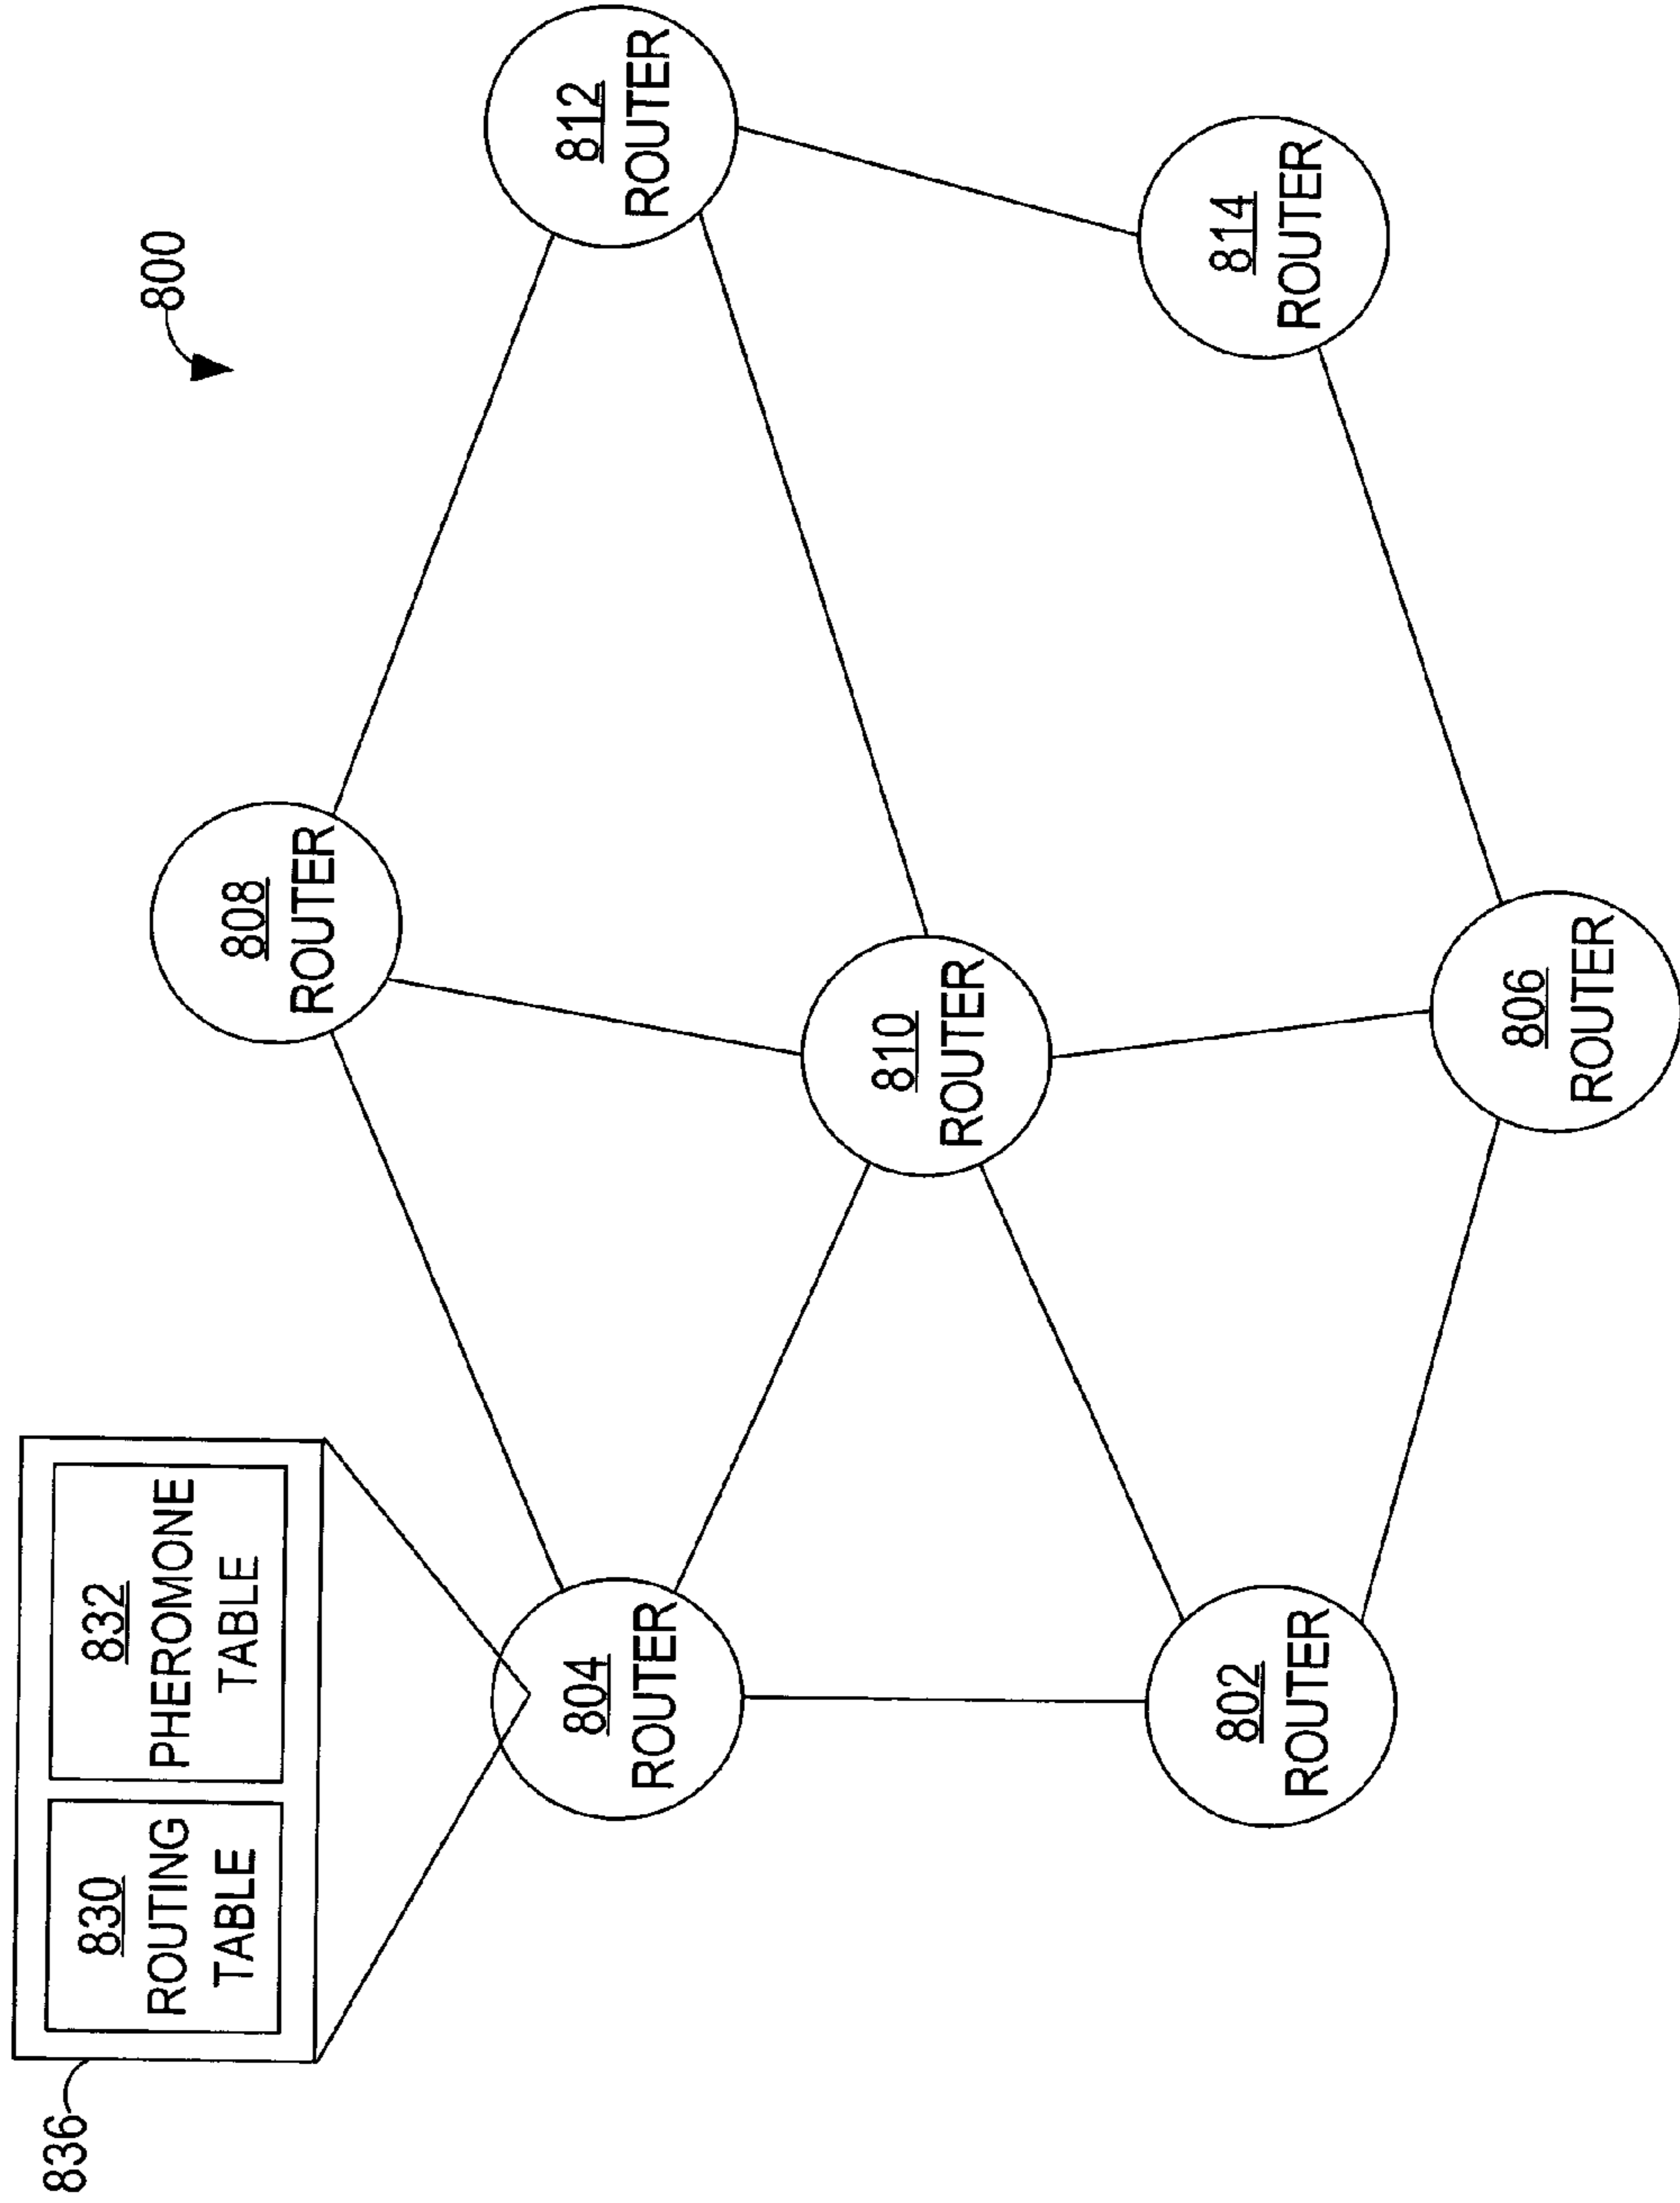 836
830
ROUTING
TABLE
832
PHEROMONE
TABLE
800
804
ROUTER
808
ROUTER
812
ROUTER
810
ROUTER
802
ROUTER
806
ROUTER
814
ROUTER